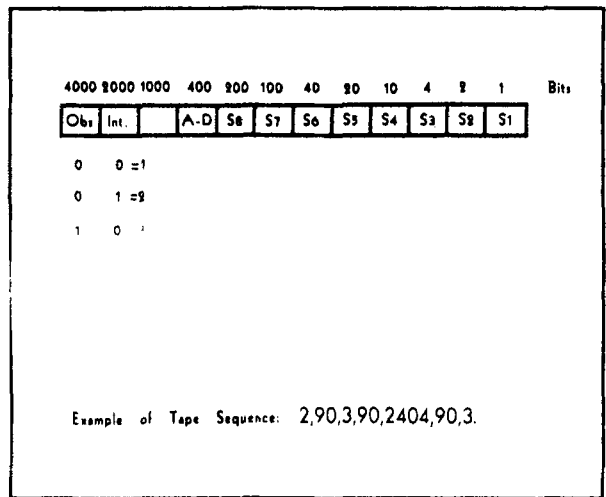 4000 2000 1000 400 200 100 40 20 10 4 2 1 Bits
Obs Int. A-D S8 S7 S6 S5 S4 S3 S2 S1
0 0 =1
0 1 =2
1 0
Example of Tape Sequence: 2,90,3,90,2404,90,3.